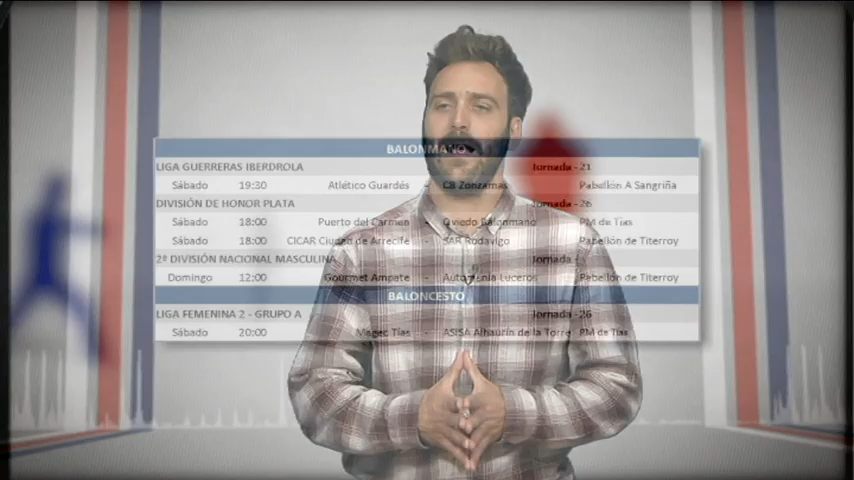 BALONMANO
LIGA GUERRERAS IBERDROLA Jornada - 21
Sábado 19:30 Atlético Guardés - CB Zonzamas Pabellón A Sangriña
DIVISIÓN DE HONOR PLATA Jornada - 26
Sábado 18:00 Puerto del Carmen - Oviedo Balonmano PM de Tías
Sábado 18:00 CICAR Ciudad de Arrecife - SAR Rodavigo Pabellón de Titerroy
2ª DIVISIÓN NACIONAL MASCULINA Jornada -
Domingo 12:00 Gourmet Ampate - Automenia Luceros Pabellón de Titerroy
BALONCESTO
LIGA FEMENINA 2 - GRUPO A Jornada - 26
Sábado 20:00 Magec Tías - ASISA Alhaurín de la Torre PM de Tías